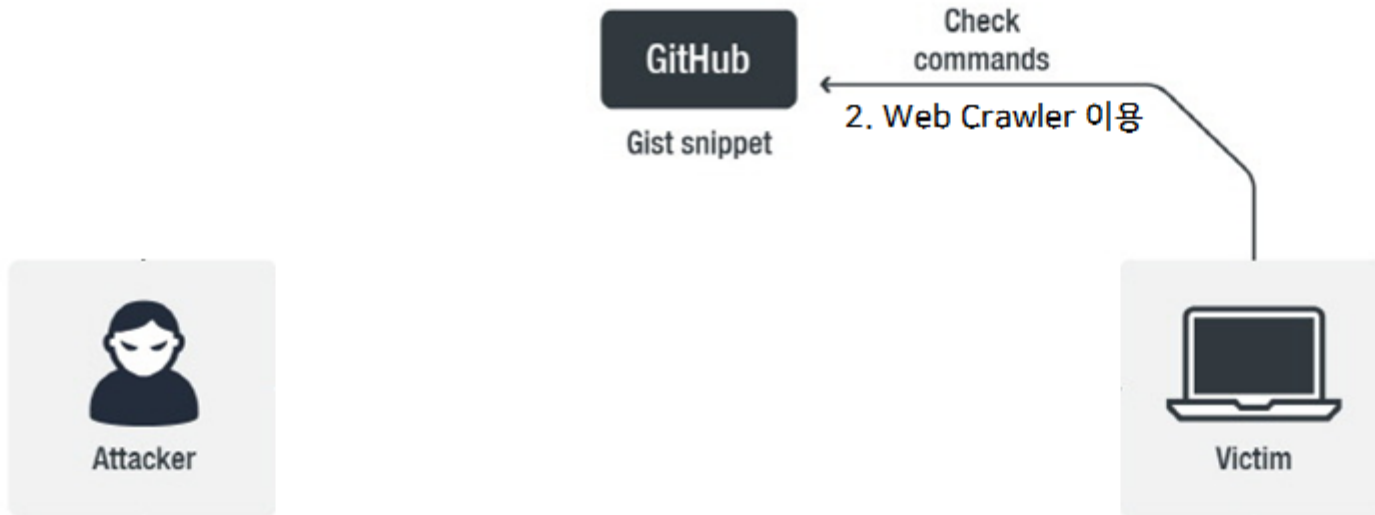 Check
commands
GitHub
2. Web Crawler 이용
Gist snippet
Attacker
Victim